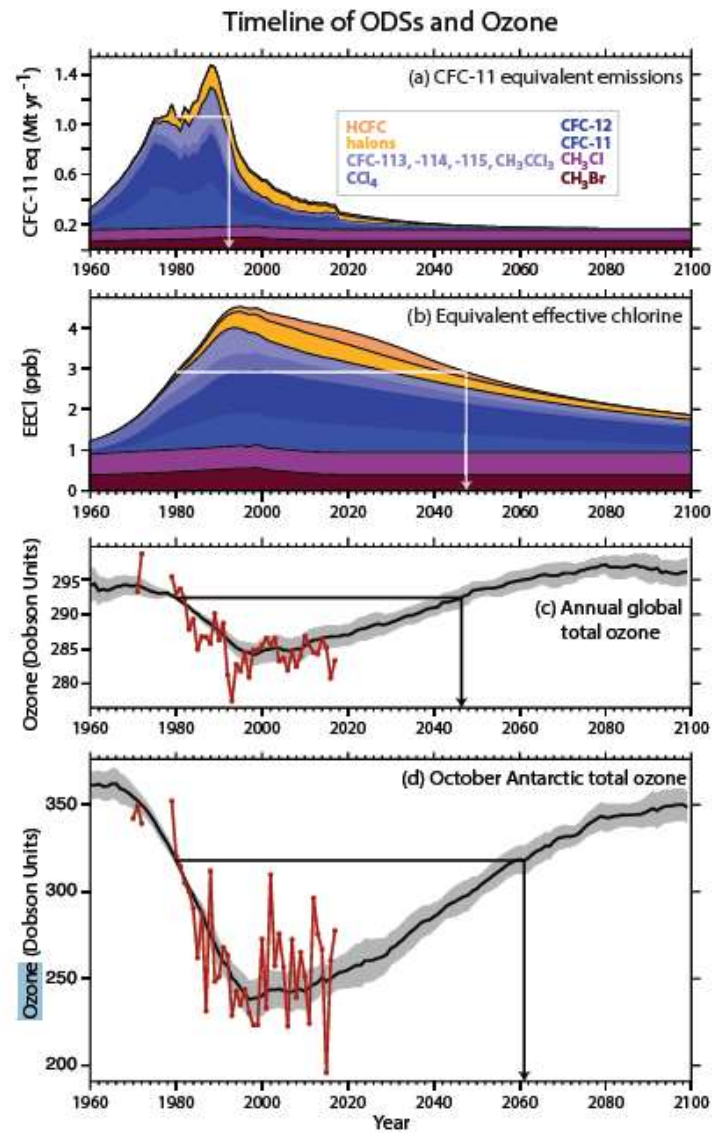 Timeline of ODSs and Ozone
(a) CFC-11 equivalent emissions
CFC-11 eq (Mt yr⁻¹)
1.4
1.0
0.6
0.2
HCFC
halons
CFC-113, -114, -115, CH₃CCl₃
CCl₄
CFC-12
CFC-11
CH₃Cl
CH₃Br
1960 1980 2000 2020 2040 2060 2080 2100
(b) Equivalent effective chlorine
EECl (ppb)
4
3
2
1
0
1960 1980 2000 2020 2040 2060 2080 2100
Ozone (Dobson Units)
295
290
285
280
(c) Annual global
total ozone
1960 1980 2000 2020 2040 2060 2080 2100
(d) October Antarctic total ozone
Ozone (Dobson Units)
350
300
250
200
1960 1980 2000 2020 2040 2060 2080 2100
Year